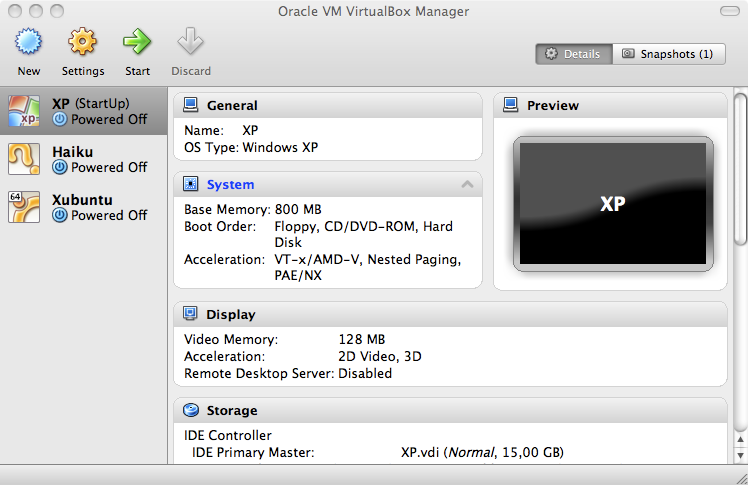 Oracle VM VirtualBox Manager
New
Settings
Start
Discard
Details
Snapshots (1)
XP (StartUp)
Powered Off
Haiku
Powered Off
64
Xubuntu
Powered Off
General
Name: XP
OS Type: Windows XP
System
Base Memory: 800 MB
Boot Order: Floppy, CD/DVD-ROM, Hard
Disk
Acceleration: VT-x/AMD-V, Nested Paging,
PAE/NX
Preview
XP
Display
Video Memory: 128 MB
Acceleration: 2D Video, 3D
Remote Desktop Server: Disabled
Storage
IDE Controller
IDE Primary Master: XP.vdi (Normal, 15,00 GB)